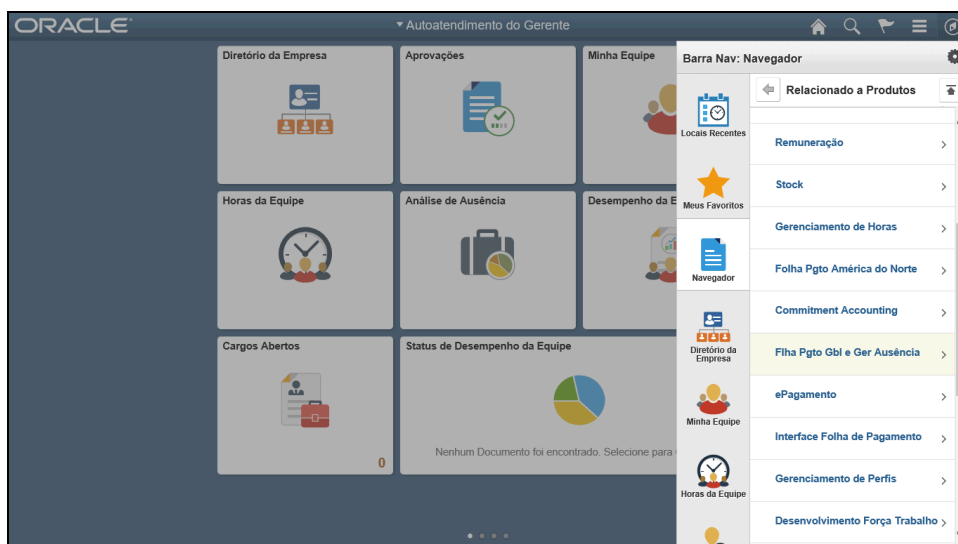 ORACLE
Autoatendimento do Gerente
Diretório da Empresa
Aprovações
Minha Equipe
Horas da Equipe
Análise de Ausência
Desempenho da E
Cargos Abertos
0
Status de Desempenho da Equipe
Nenhum Documento foi encontrado. Selecione para
Barra Nav: Navegador
Locais Recentes
Meus Favoritos
Navegador
Diretório da
Empresa
Minha Equipe
Horas da Equipe
Relacionado a Produtos
Remuneração
Stock
Gerenciamento de Horas
Folha Pgto América do Norte
Commitment Accounting
Flha Pgto Gbl e Ger Ausência
ePagamento
Interface Folha de Pagamento
Gerenciamento de Perfis
Desenvolvimento Força Trabalho